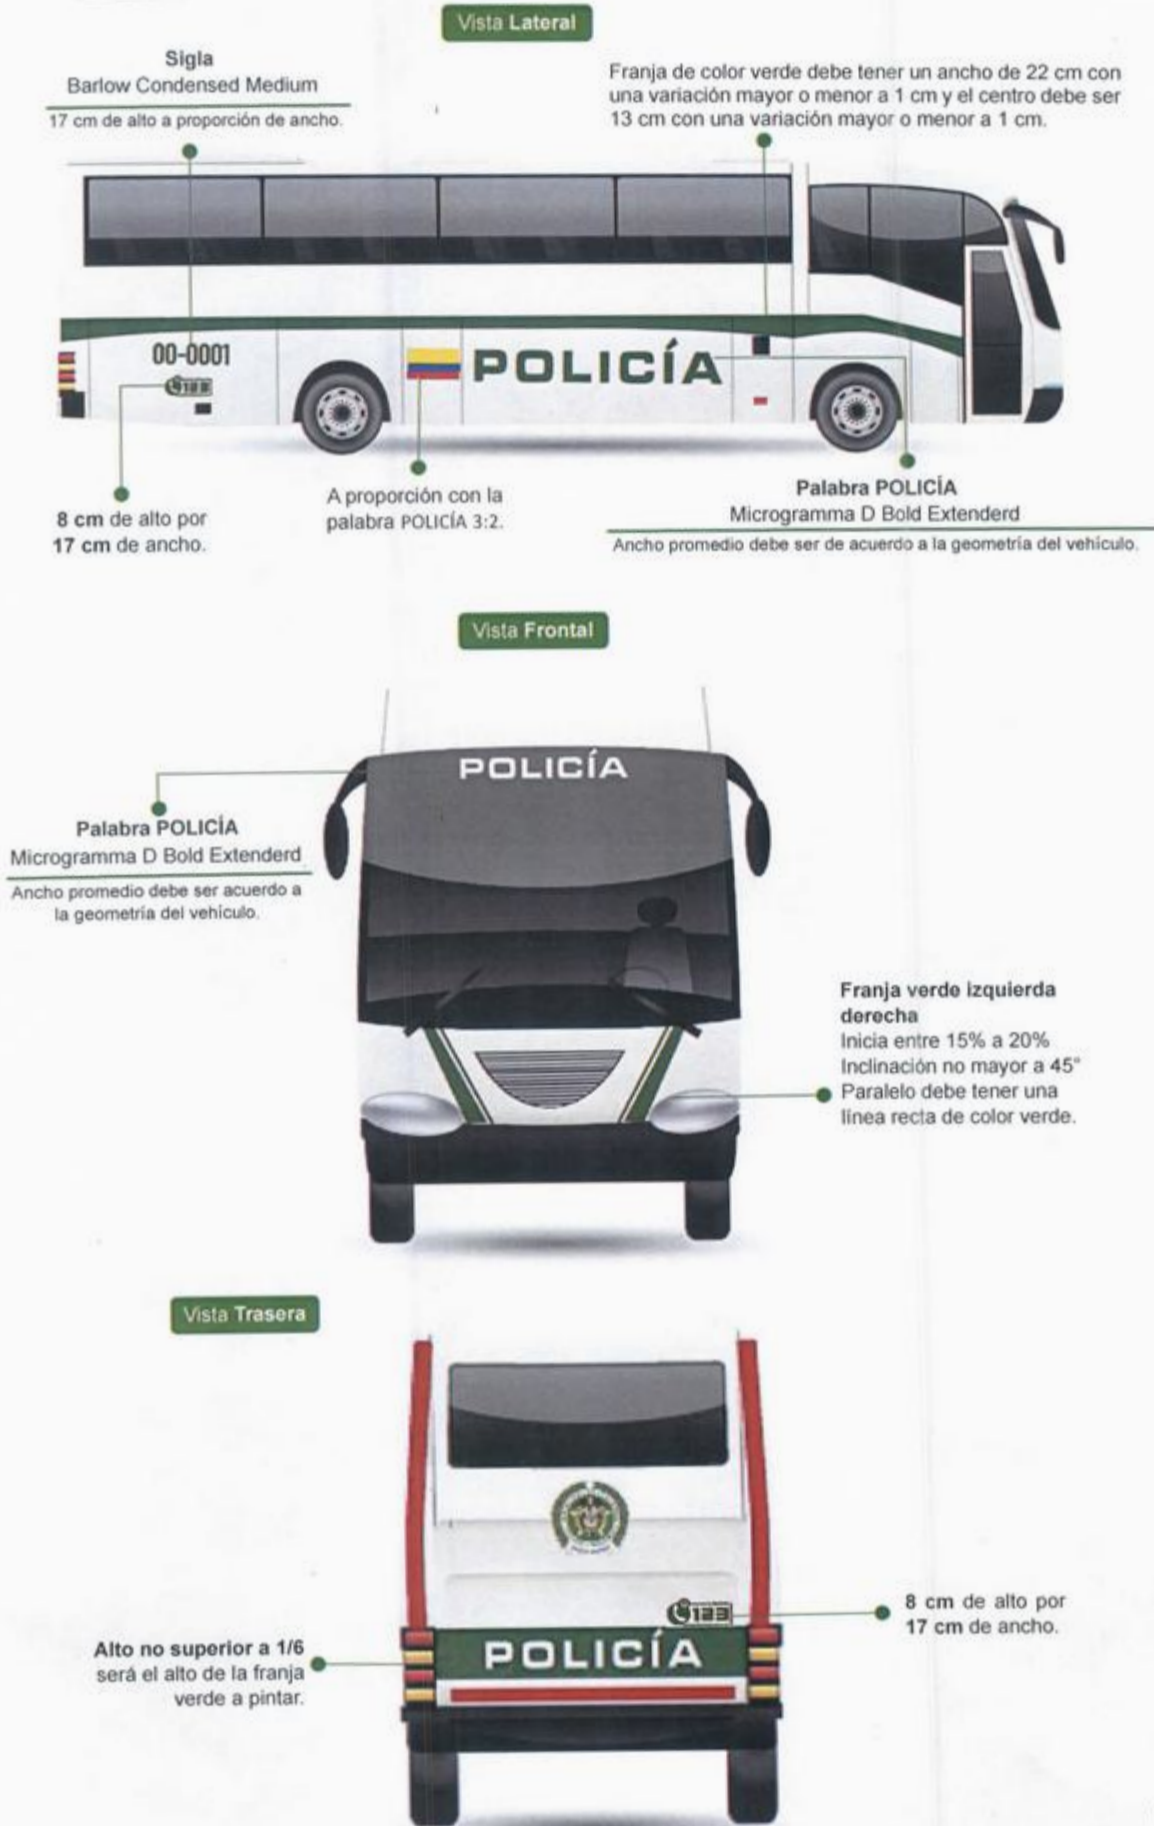 Vista Lateral
Sigla
Barlow Condensed Medium
17 cm de alto a proporción de ancho.
Franja de color verde debe tener un ancho de 22 cm con
una variación mayor o menor a 1 cm y el centro debe ser
13 cm con una variación mayor o menor a 1 cm.
00-0001
123
POLICÍA
8 cm de alto por
17 cm de ancho.
A proporción con la
palabra POLICÍA 3:2.
Palabra POLICÍA
Microgramma D Bold Extenderd
Ancho promedio debe ser de acuerdo a la geometría del vehículo.
Vista Frontal
POLICÍA
Palabra POLICÍA
Microgramma D Bold Extenderd
Ancho promedio debe ser acuerdo a
la geometría del vehículo.
Franja verde izquierda
derecha
Inicia entre 15% a 20%
Inclinación no mayor a 45°
Paralelo debe tener una
línea recta de color verde.
Vista Trasera
123
8 cm de alto por
17 cm de ancho.
POLICÍA
Alto no superior a 1/6
será el alto de la franja
verde a pintar.